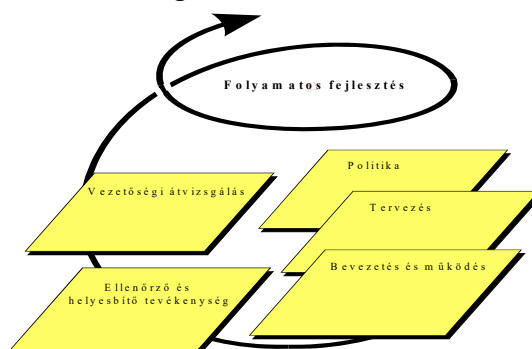 Folyamatos fejlesztés
Politika
Vezetőségi átvizsgálás
Tervezés
Bevezetés és működés
Ellenőrző és
helyesbítő tevékenység